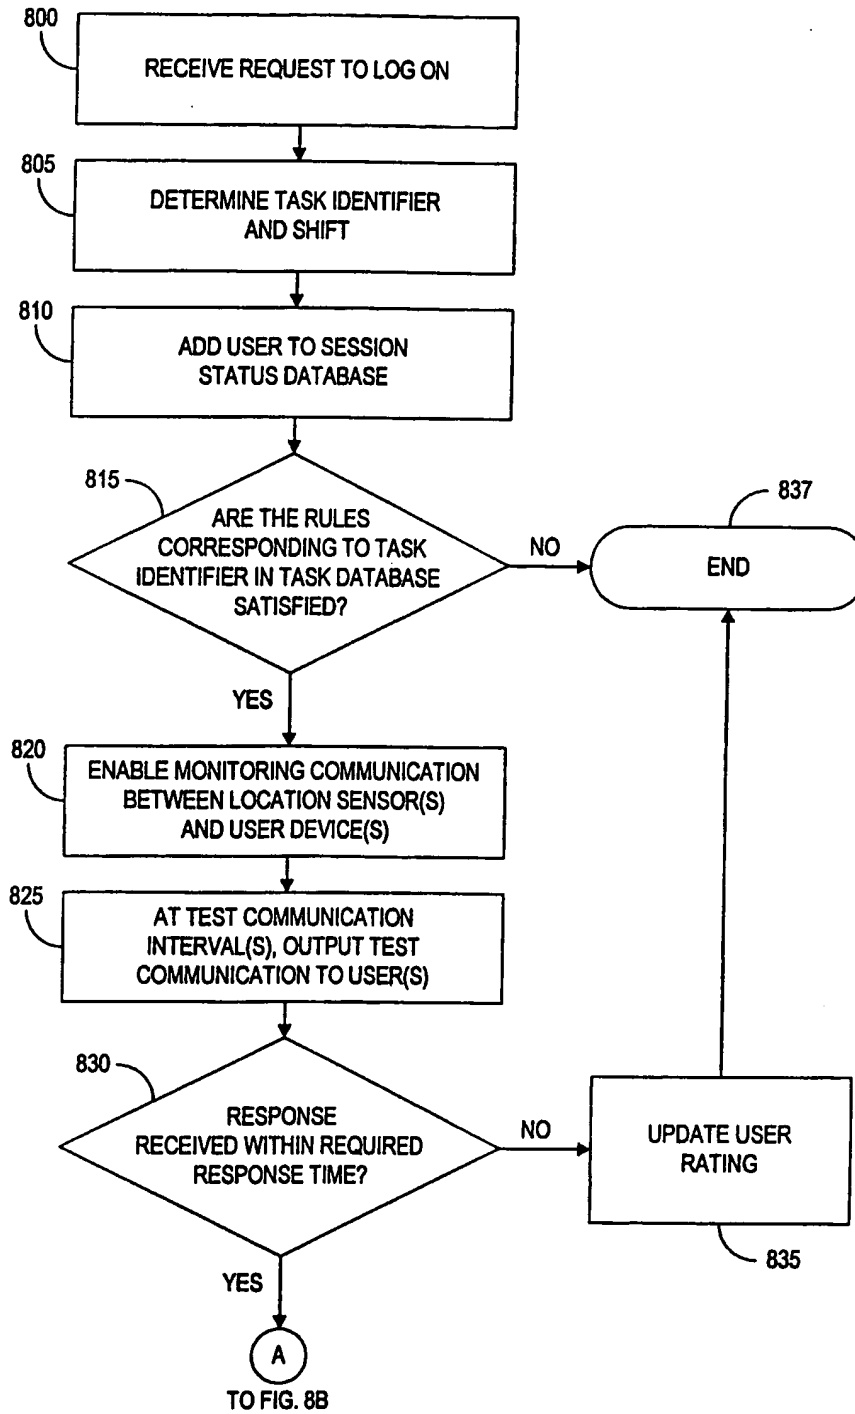 800
RECEIVE REQUEST TO LOG ON
805
DETERMINE TASK IDENTIFIER
AND SHIFT
810
ADD USER TO SESSION
STATUS DATABASE
815
ARE THE RULES
CORRESPONDING TO TASK
IDENTIFIER IN TASK DATABASE
SATISFIED?
NO
837
END
YES
820
ENABLE MONITORING COMMUNICATION
BETWEEN LOCATION SENSOR(S)
AND USER DEVICE(S)
825
AT TEST COMMUNICATION
INTERVAL(S), OUTPUT TEST
COMMUNICATION TO USER(S)
830
RESPONSE
RECEIVED WITHIN REQUIRED
RESPONSE TIME?
NO
UPDATE USER
RATING
835
YES
A
TO FIG. 8B